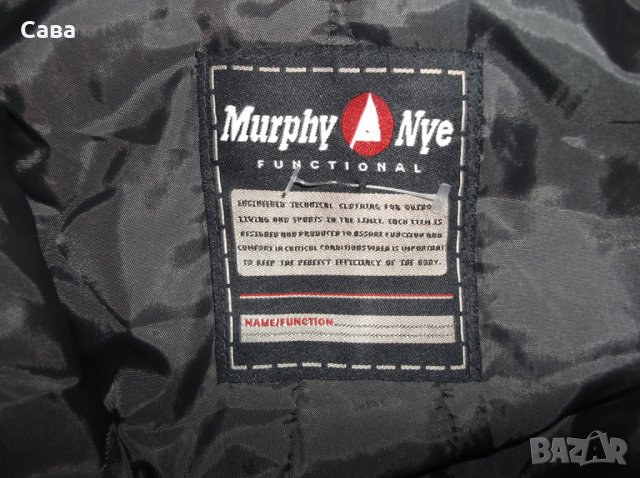 Сава
Murphy Nye
FUNCTIONAL
ENGINEERED TECHNICAL CLOTHING FOR OUTDO
LIVING AND SPORTS IN THE LIMIT. EACH ITEM IS
DESIGNED AND PRODUCED TO ASSURE FUNCTION AND
COMFORT IN CRITICAL CONDITIONS WHEN IS IMPORTANT
TO KEEP THE PERFECT EFFICIENCY OF THE BODY.
NAME/FUNCTION
BAZAR